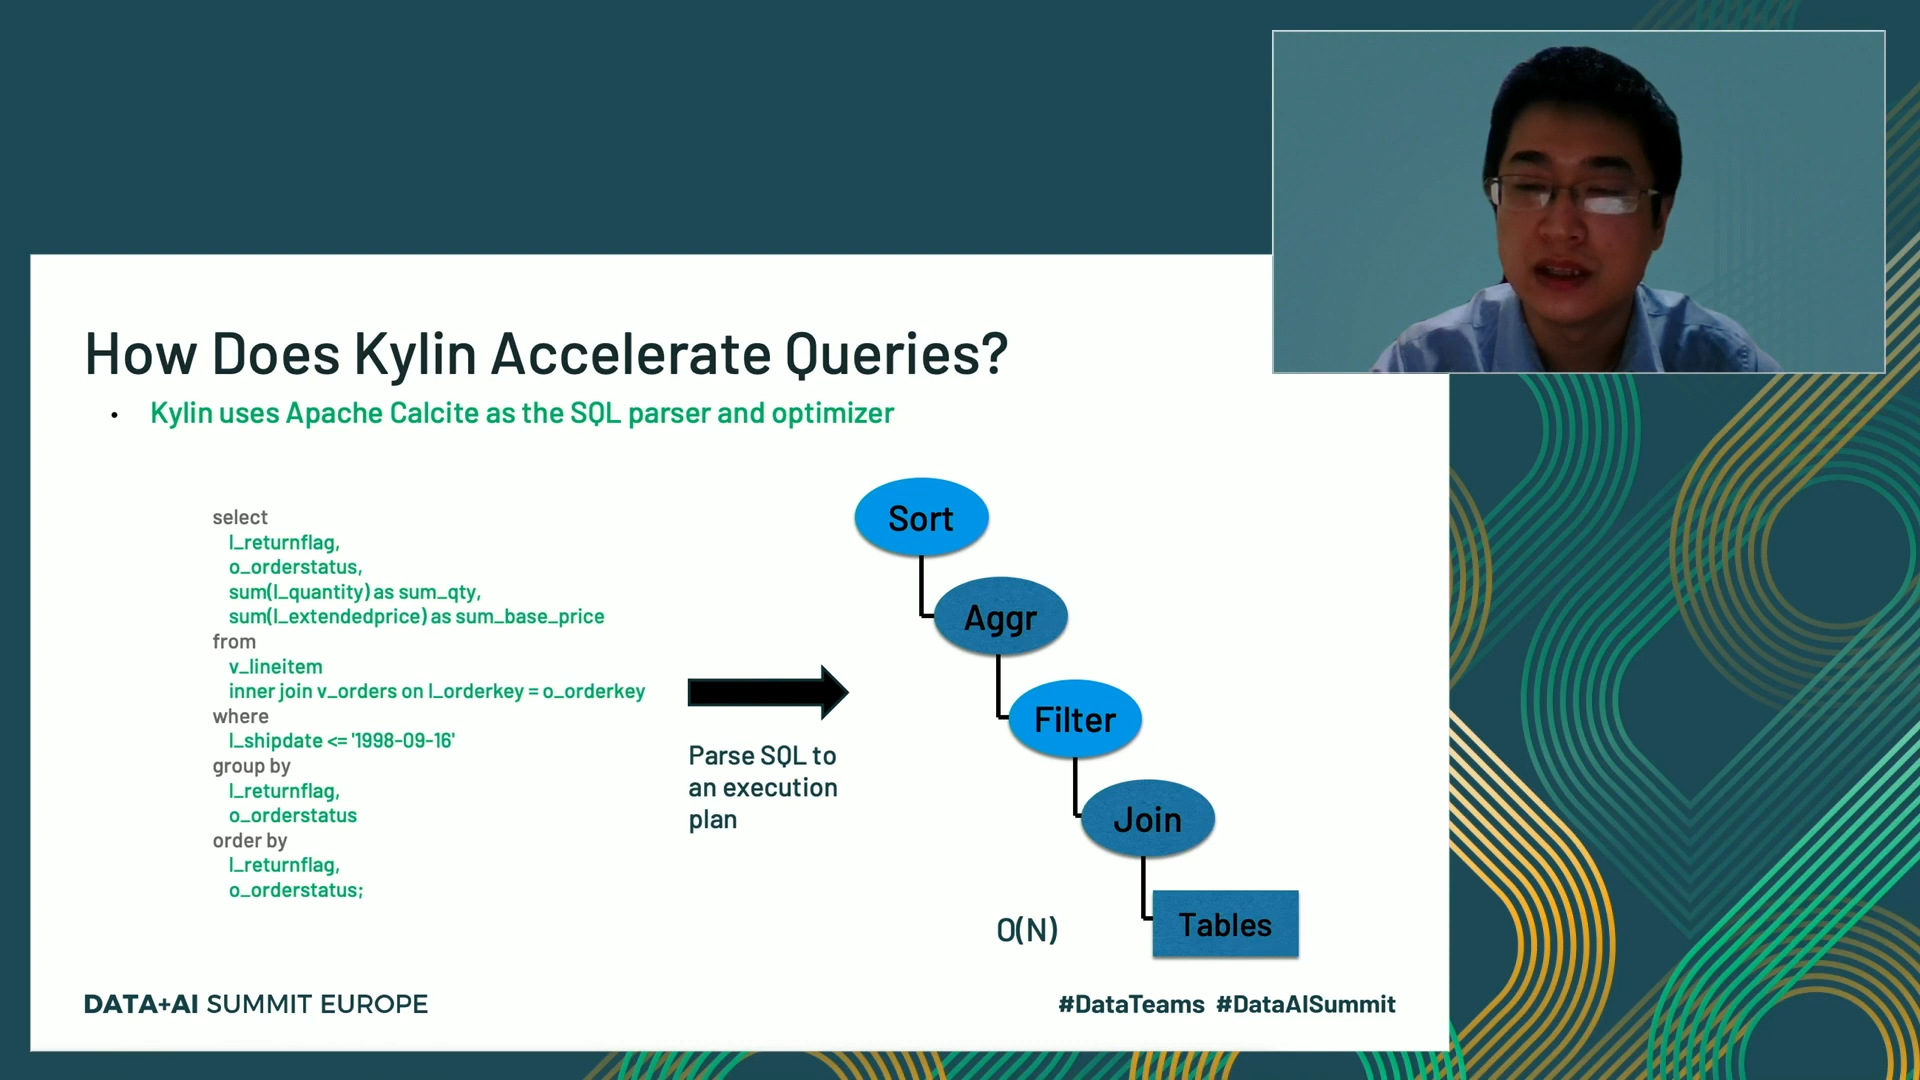 How Does Kylin Accelerate Queries?
• Kylin uses Apache Calcite as the SQL parser and optimizer
select
l_returnflag,
o_orderstatus,
sum(l_quantity) as sum_qty,
sum(l_extendedprice) as sum_base_price
from
v_lineitem
inner join v_orders on l_orderkey = o_orderkey
where
l_shipdate <= '1998-09-16'
group by
l_returnflag,
o_orderstatus
order by
l_returnflag,
o_orderstatus;
Parse SQL to
an execution
plan
Sort
Aggr
Filter
Join
Tables
O(N)
DATA+AI SUMMIT EUROPE
#DataTeams #DataAISummit